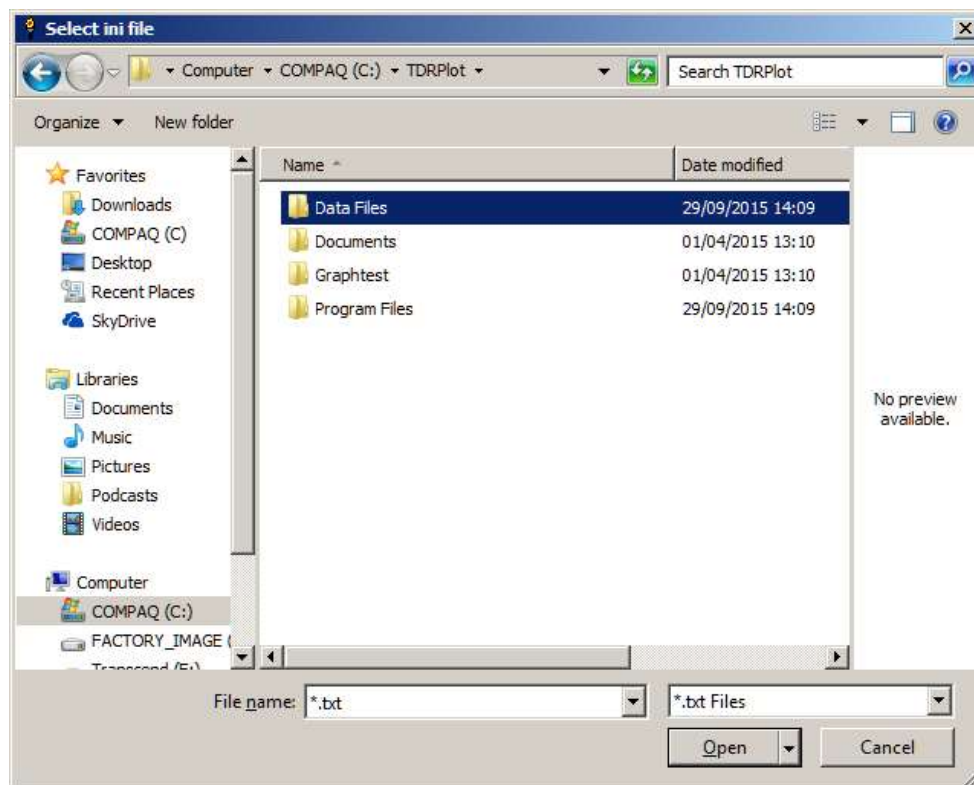 Select ini file
Computer COMPAQ (C:) TDRPlot
Search TDRPlot
Organize New folder
Favorites
Downloads
COMPAQ (C)
Desktop
Recent Places
SkyDrive
Libraries
Documents
Music
Pictures
Podcasts
Videos
Computer
COMPAQ (C:)
FACTORY_IMAGE (
Name Date modified
Data Files 29/09/2015 14:09
Documents 01/04/2015 13:10
Graphtest 01/04/2015 13:10
Program Files 29/09/2015 14:09
No preview
available.
File name: *.txt
*.txt Files
Open
Cancel